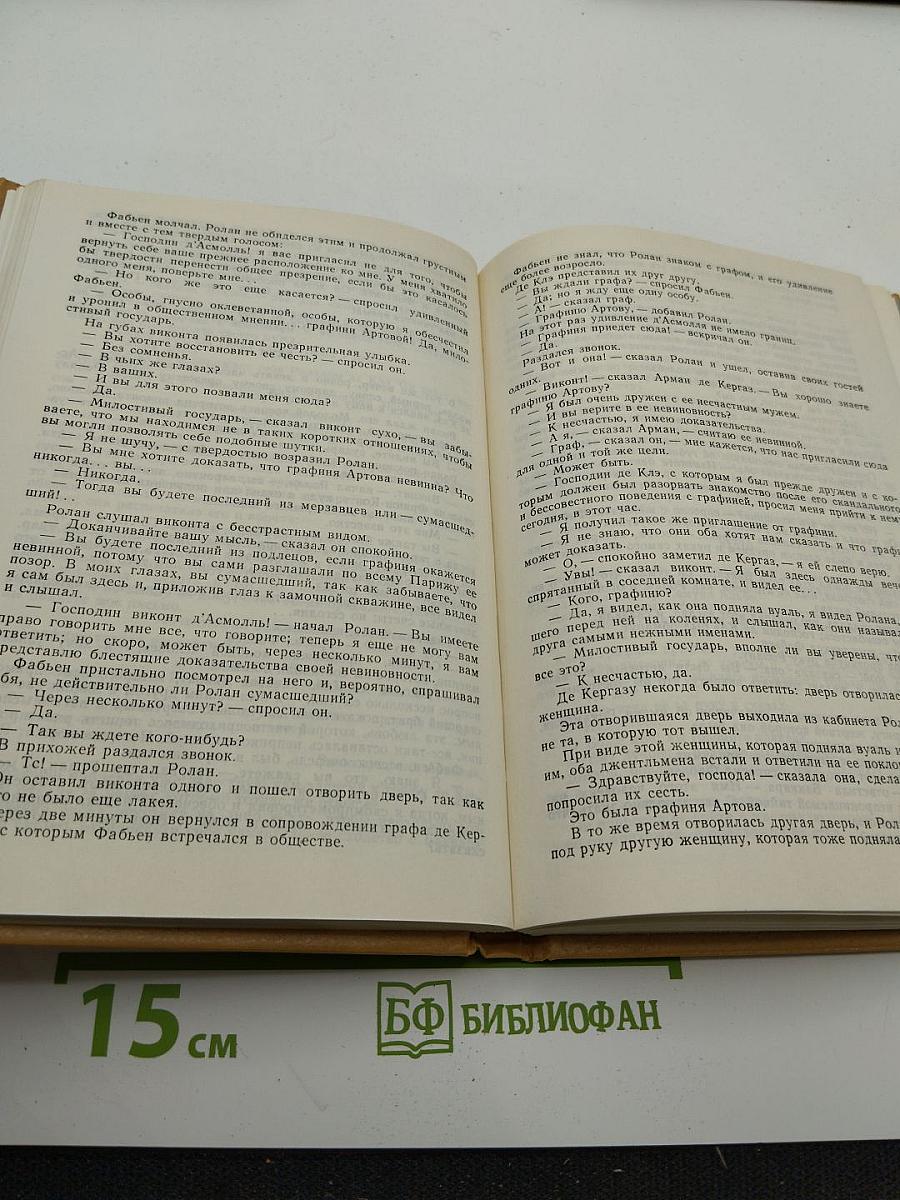 Фабьен молчал. Ролан не обиделся этим и продолжал грустным
и вместе с тем твердым голосом:
— Господин д'Асмолль! я вас пригласил не для того, чтобы
вернуть себе ваше прежнее расположение ко мне. У меня хватило
бы твердости перенести общее презрение, если бы это касалось
одного меня, поверьте мне...
— Но кого же это еще касается? — спросил удивленный
Фабьен.
— Особы, гнусно оклеветанной, особы, которую я обесчестил
и уронил в общественном мнении... графини Артовой! Да, мило-
стивый государь.
На губах виконта появилась презрительная улыбка.
— Вы хотите восстановить ее честь? — спросил он.
— Без сомненья.
— В чьих же глазах?
— В ваших.
— И вы для этого позвали меня сюда?
— Да.
— Милостивый государь, — сказал виконт сухо, — вы забы-
ваете, что мы находимся не в таких коротких отношениях, чтобы
вы могли позволять себе подобные шутки.
— Я не шучу, — с твердостью возразил Ролан.
— Вы мне хотите доказать, что графиня Артова невинна? Что
никогда... вы...
— Никогда.
— Тогда вы будете последний из мерзавцев или — сумасшед-
ший!..
Ролан слушал виконта с бесстрастным видом.
— Доканчивайте вашу мысль, — сказал он спокойно.
— Вы будете последний из подлецов, если графиня окажется
невинной, потому что вы сами разглашали по всему Парижу ее
позор. В моих глазах, вы сумасшедший, так как забываете, что
я сам был здесь и, приложив глаз к замочной скважине, все видел
и слышал.
— Господин виконт д'Асмолль! — начал Ролан. — Вы имеете
право говорить мне все, что говорите; теперь я еще не могу вам
ответить; но скоро, может быть, через несколько минут, я вам
представлю блестящие доказательства своей невиновности.
Фабьен пристально посмотрел на него и, вероятно, спрашивал
бя, не действительно ли Ролан сумасшедший?
— Через несколько минут? — спросил он.
— Да.
— Так вы ждете кого-нибудь?
В прихожей раздался звонок.
— Тс! — прошептал Ролан.
Он оставил виконта одного и пошел отворить дверь, так как
го не было еще лакея.
ерез две минуты он вернулся в сопровождении графа де Кер-
с которым Фабьен встречался в обществе.
Фабьен не знал, что Ролан знаком с графом, и его удивление
еще более возросло.
Де Клэ представил их друг другу.
— Вы ждали графа? — спросил Фабьен.
— Да; но я жду еще одну особу.
— А! — сказал граф.
— Графиню Артову, — добавил Ролан.
На этот раз удивление д'Асмолля не имело границ.
— Графиня приедет сюда! — вскричал он.
— Да.
Раздался звонок.
— Вот и она! — сказал Ролан и ушел, оставив своих гостей
одних.
— Виконт! — сказал Арман де Кергаз. — Вы хорошо знаете
графиню Артову?
— Я был очень дружен с ее несчастным мужем.
— И вы верите в ее невиновность?
— К несчастью, я имею доказательства.
— А я, — сказал Арман, — считаю ее невинной.
— Граф, — сказал он, — мне кажется, что нас пригласили сюда
для одной и той же цели.
— Может быть.
— Господин де Клэ, с которым я был прежде дружен и с ко-
торым должен был разорвать знакомство после его скандального
и бессовестного поведения с графиней, просил меня прийти к нему
сегодня, в этот час.
— Я получил такое же приглашение от графини.
— Я не знаю, что они оба хотят нам сказать и что граф
может доказать.
— О, — спокойно заметил де Кергаз, — я ей слепо верю.
— Увы! — сказал виконт. — Я был здесь однажды вече
спрятанный в соседней комнате, и видел ее...
— Кого, графиню?
— Да, я видел, как она подняла вуаль, я видел Ролана,
шего перед ней на коленях, и слышал, как они называл
друга самыми нежными именами.
— Милостивый государь, вполне ли вы уверены, что
все это?
— К несчастью, да.
Де Кергазу некогда было ответить: дверь отворилас
женщина.
Эта отворившаяся дверь выходила из кабинета Рол
не та, в которую тот вышел.
При виде этой женщины, которая подняла вуаль и
им, оба джентльмена встали и ответили на ее покло
— Здравствуйте, господа! — сказала она, сдела
попросила их сесть.
Это была графиня Артова.
В то же время отворилась другая дверь, и Рол
под руку другую женщину, которая тоже подняла
15 см
БФ БИБЛИОФАН